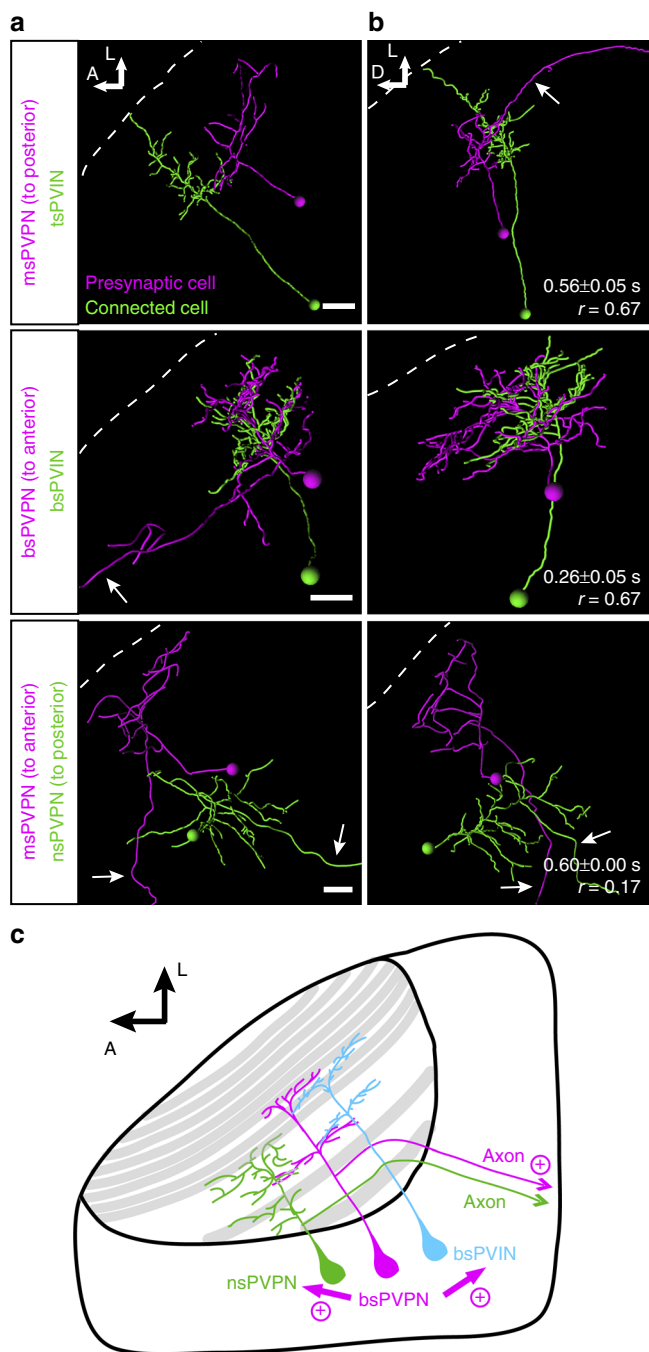 a
b
msPVPN (to posterior)
tsPVIN
L
A
Presynaptic cell
Connected cell
L
D
0.56±0.05 s
r = 0.67
bsPVPN (to anterior)
bsPVIN
0.26±0.05 s
r = 0.67
msPVPN (to anterior)
nsPVPN (to posterior)
0.60±0.00 s
r = 0.17
c
L
A
Axon
+
Axon
bsPVIN
nsPVPN
bsPVPN
+
+